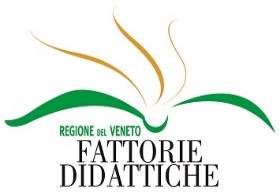 REGIONE DEL VENETO
FATTORIE
DIDATTICHE